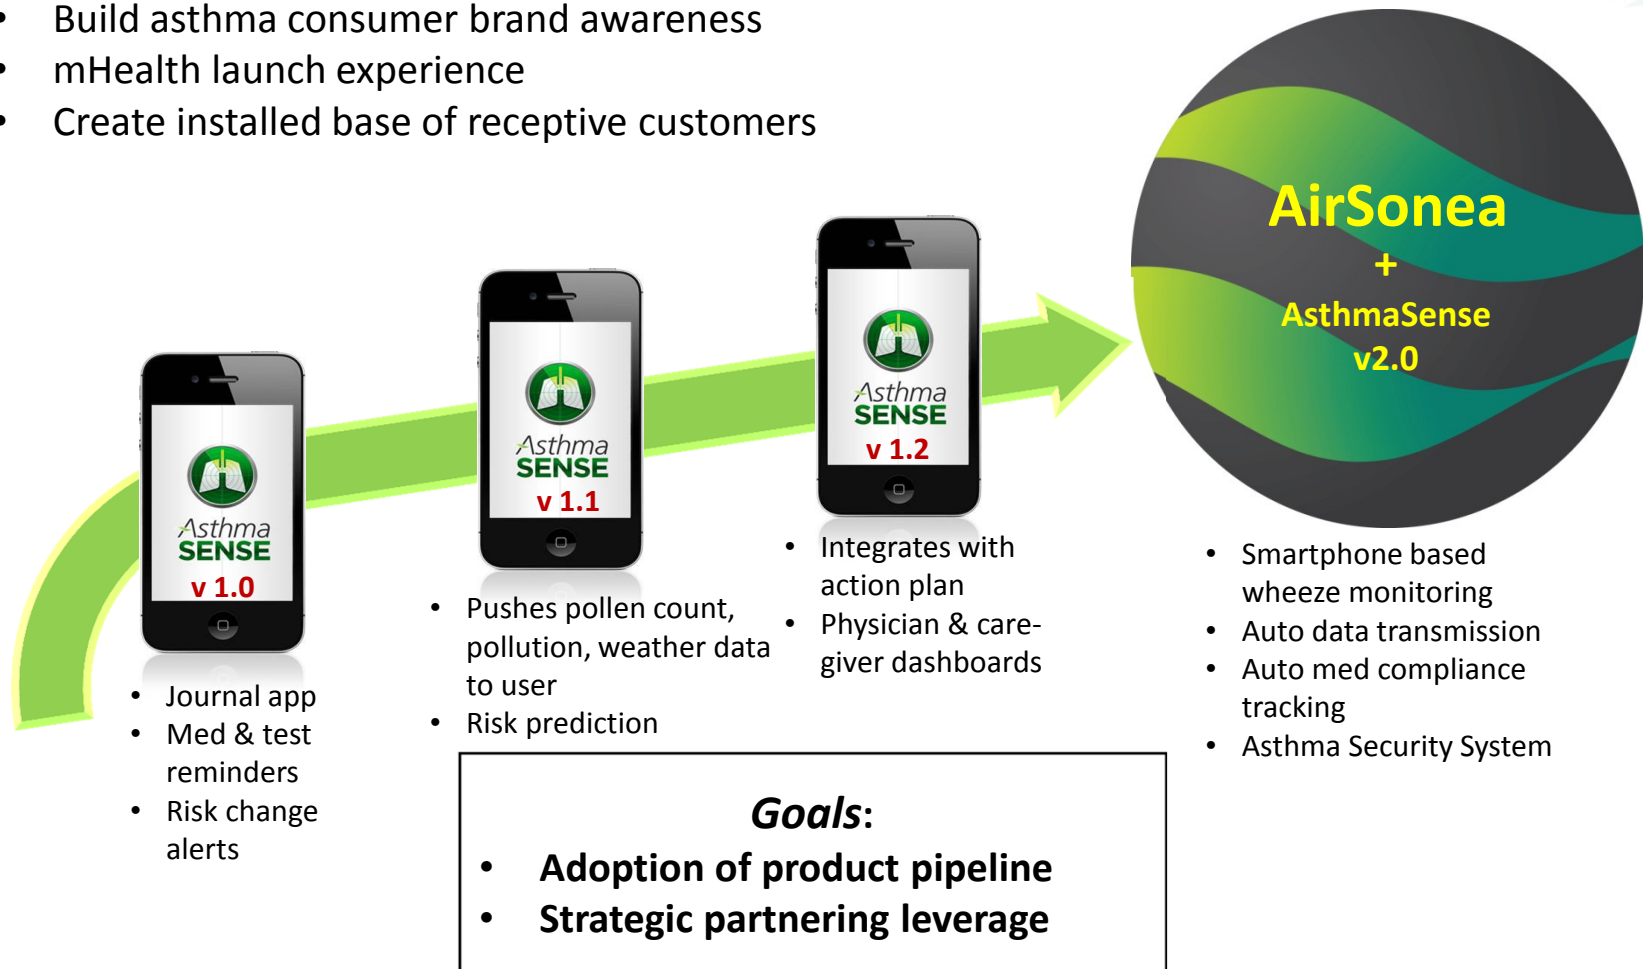 • Build asthma consumer brand awareness
• mHealth launch experience
• Create installed base of receptive customers
AirSonea
+
AsthmaSense
v2.0
Asthma
SENSE
v 1.0
Asthma
SENSE
v 1.1
Asthma
SENSE
v 1.2
• Journal app
• Med & test
reminders
• Risk change
alerts
• Pushes pollen count,
pollution, weather data
to user
• Risk prediction
• Integrates with
action plan
• Physician & care-
giver dashboards
• Smartphone based
wheeze monitoring
• Auto data transmission
• Auto med compliance
tracking
• Asthma Security System
Goals:
• Adoption of product pipeline
• Strategic partnering leverage